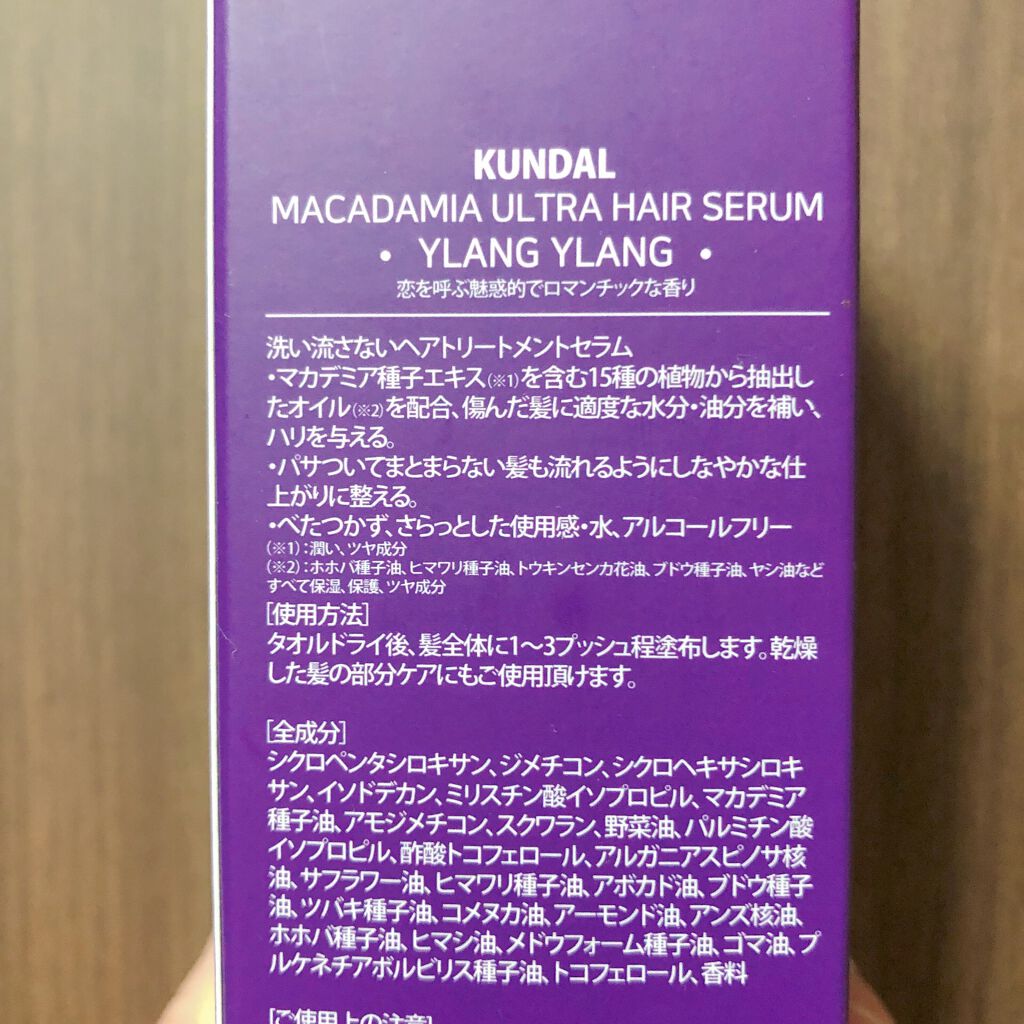 KUNDAL
MACADAMIA ULTRA HAIR SERUM
• YLANG YLANG •
恋を呼ぶ魅惑的でロマンチックな香り
洗い流さないヘアトリートメントセラム
・マカデミア種子エキス(※1)を含む15種の植物から抽出し
たオイル(※2)を配合、傷んだ髪に適度な水分・油分を補い、
ハリを与える。
・パサついてまとまらない髪も流れるようにしなやかな仕
上がりに整える。
・べたつかず、さらっとした使用感・水、アルコールフリー
(※1):潤い、ツヤ成分
(※2):ホホバ種子油、ヒマワリ種子油、トウキンセンカ花油、ブドウ種子油、ヤシ油など
すべて保湿、保護、ツヤ成分
[使用方法]
タオルドライ後、髪全体に1〜3プッシュ程塗布します。乾燥
した髪の部分ケアにもご使用頂けます。
[全成分]
シクロペンタシロキサン、ジメチコン、シクロヘキサシロキ
サン、イソドデカン、ミリスチン酸イソプロピル、マカデミア
種子油、アモジメチコン、スクワラン、野菜油、パルミチン酸
イソプロピル、酢酸トコフェロール、アルガニアスピノサ核
油、サフラワー油、ヒマワリ種子油、アボカド油、ブドウ種子
油、ツバキ種子油、コメヌカ油、アーモンド油、アンズ核油、
ホホバ種子油、ヒマシ油、メドウフォーム種子油、ゴマ油、プ
ルケネチアボルビリス種子油、トコフェロール、香料
[ご使用上の注意]